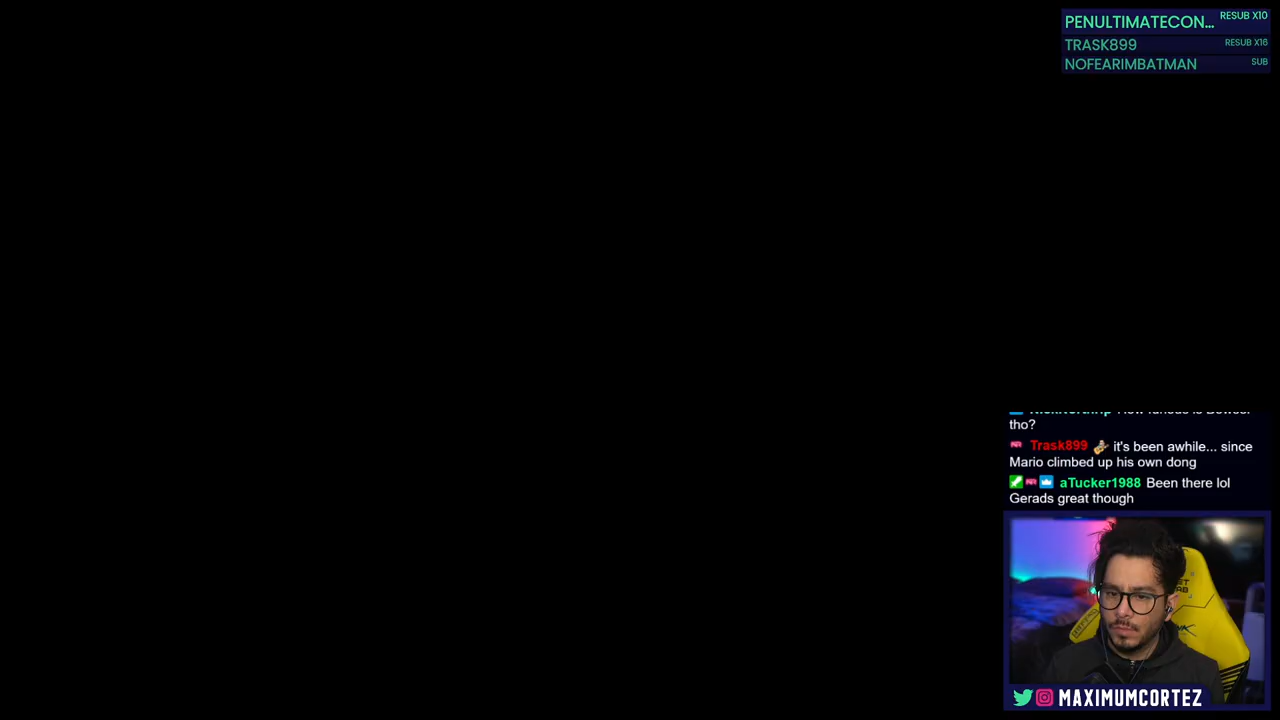 PENULTIMATECON... RESUB X10
TRASK899 RESUB X16
NOFEARIMBATMAN SUB
tho?
Trask899 it's been awhile... since
Mario climbed up his own dong
aTucker1988 Been there lol
Gerads great though
MAXIMUMCORTEZ